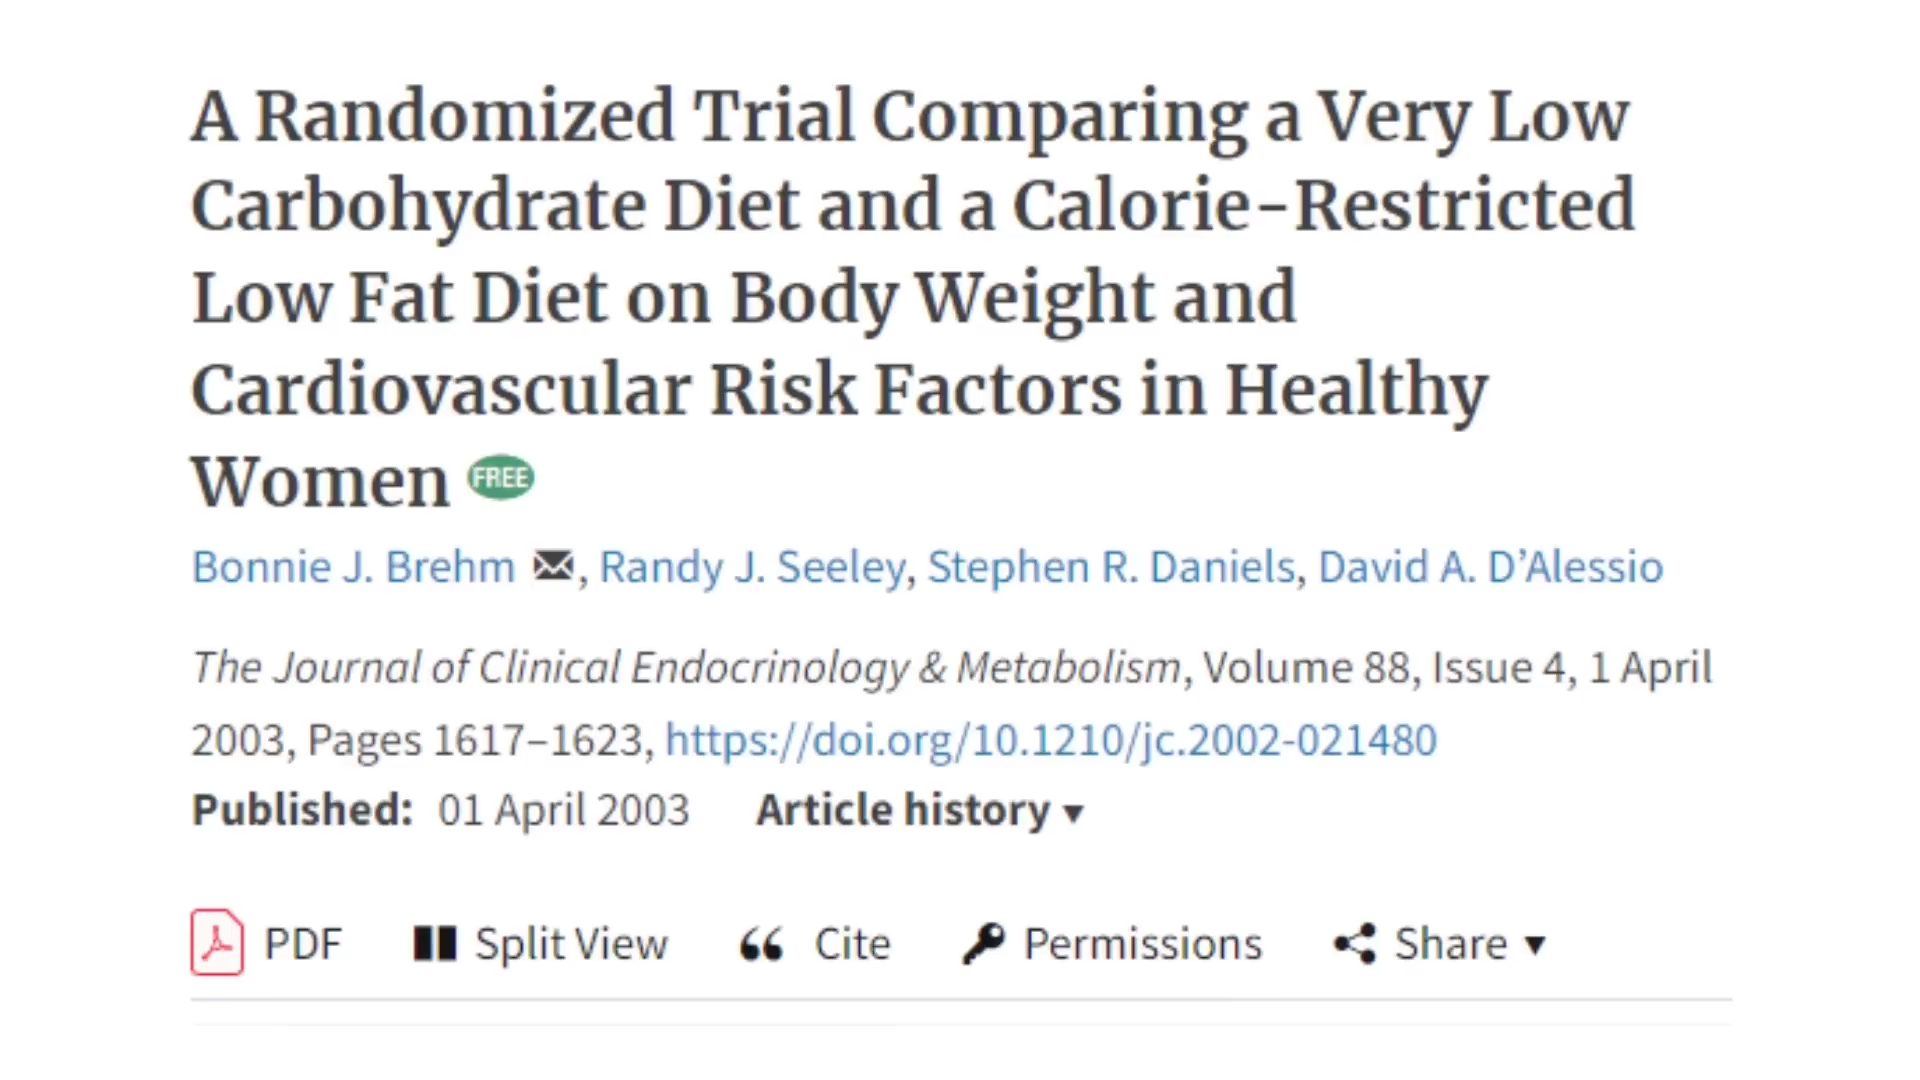 A Randomized Trial Comparing a Very Low
Carbohydrate Diet and a Calorie-Restricted
Low Fat Diet on Body Weight and
Cardiovascular Risk Factors in Healthy
Women FREE
Bonnie J. Brehm, Randy J. Seeley, Stephen R. Daniels, David A. D’Alessio
The Journal of Clinical Endocrinology & Metabolism, Volume 88, Issue 4, 1 April
2003, Pages 1617–1623, https://doi.org/10.1210/jc.2002-021480
Published: 01 April 2003 Article history
PDF Split View Cite Permissions Share